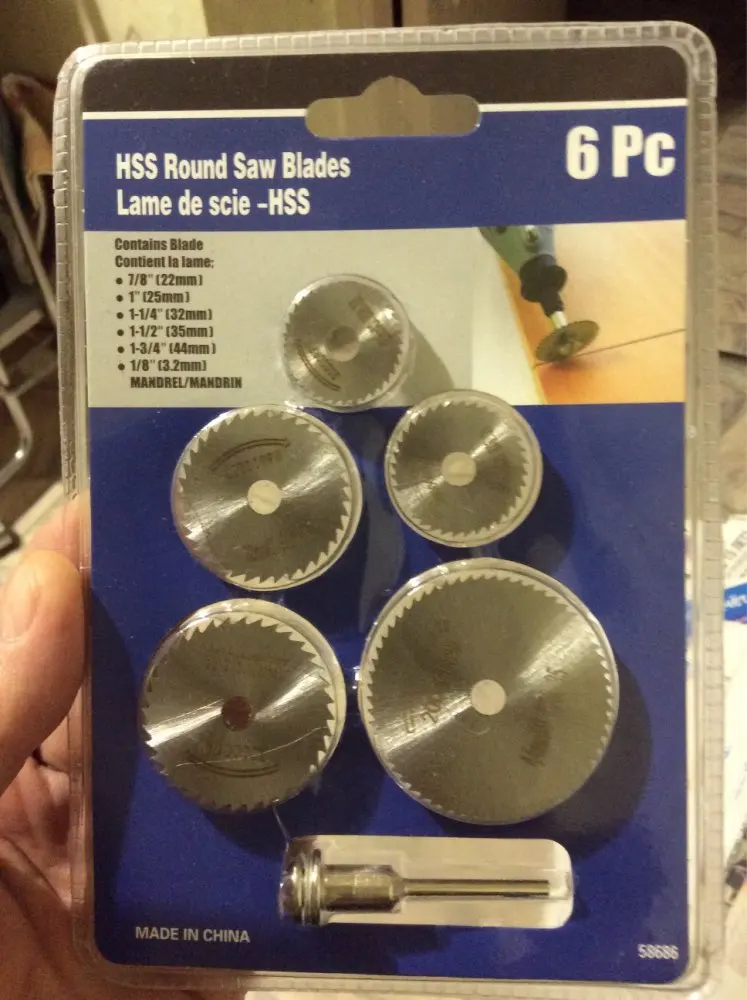 HSS Round Saw Blades
Lame de scie –HSS
6 Pc
Contains Blade
Contient la lame;
• 7/8" (22mm)
• 1" (25mm)
• 1-1/4" (32mm)
• 1-1/2" (35mm)
• 1-3/4" (44mm)
• 1/8" (3.2mm)
MANDREL/MANDRIN
MADE IN CHINA
58686